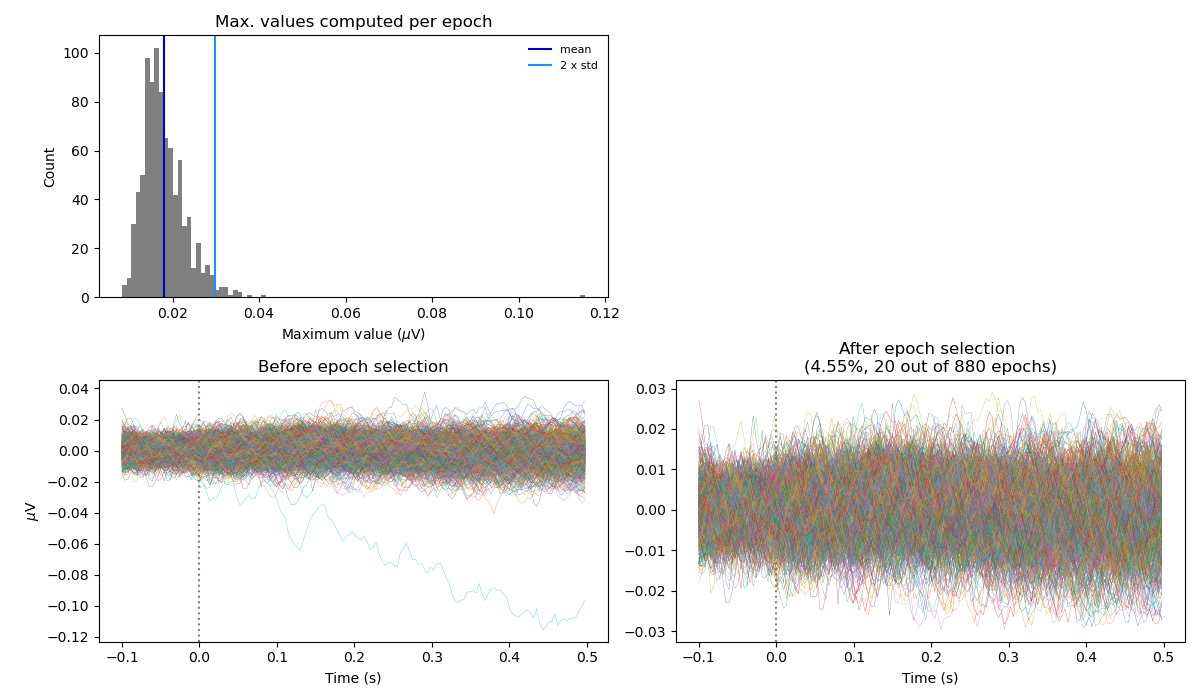 Max. values computed per epoch
mean
2 x std
100
80
60
40
20
0
Count
0.02 0.04 0.06 0.08 0.10 0.12
Maximum value (μV)
Before epoch selection
0.04
0.02
0.00
−0.02
−0.04
−0.06
−0.08
−0.10
−0.12
μV
−0.1 0.0 0.1 0.2 0.3 0.4 0.5
Time (s)
After epoch selection
(4.55%, 20 out of 880 epochs)
0.03
0.02
0.01
0.00
−0.01
−0.02
−0.03
−0.1 0.0 0.1 0.2 0.3 0.4 0.5
Time (s)